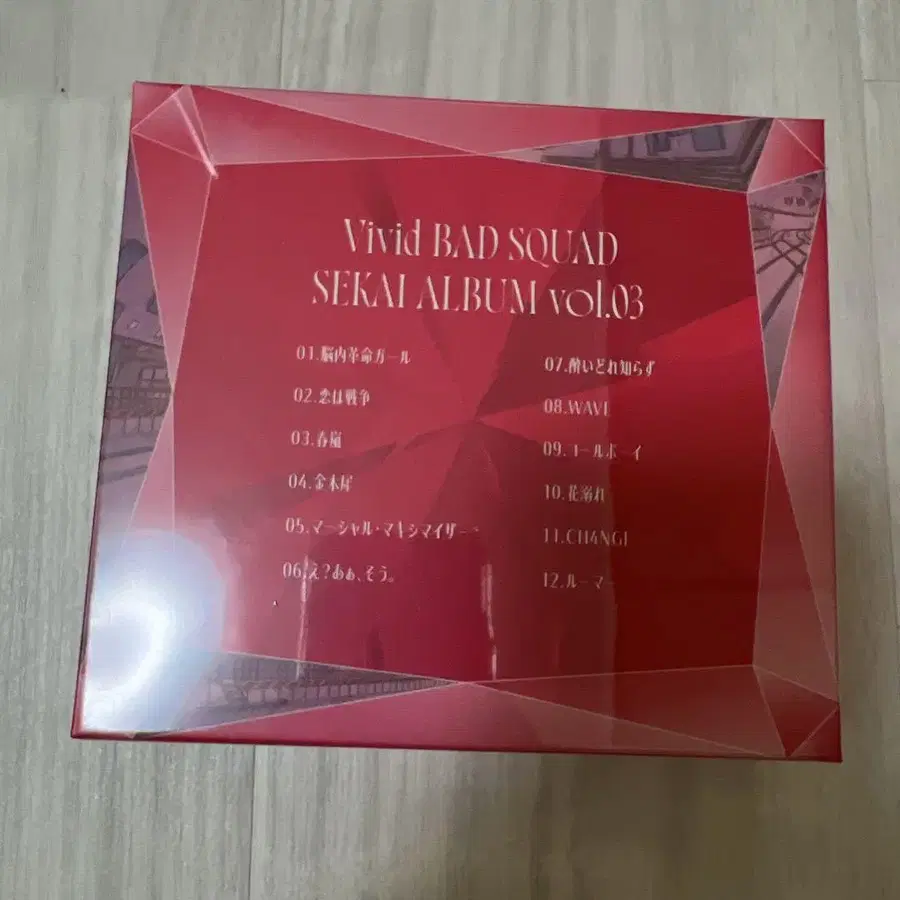 Vivid BAD SQUAD
SEKAI ALBUM vol.03
01.脳内革命ガール
02.恋は戦争
03.春嵐
04.金木犀
05.マーシャル・マキシマイザー
06.え?あぁ、そう。
07.酔いどれ知らず
08.WAVE
09.コールボーイ
10.花溺れ
11.CH4NGE
12.ルーマー